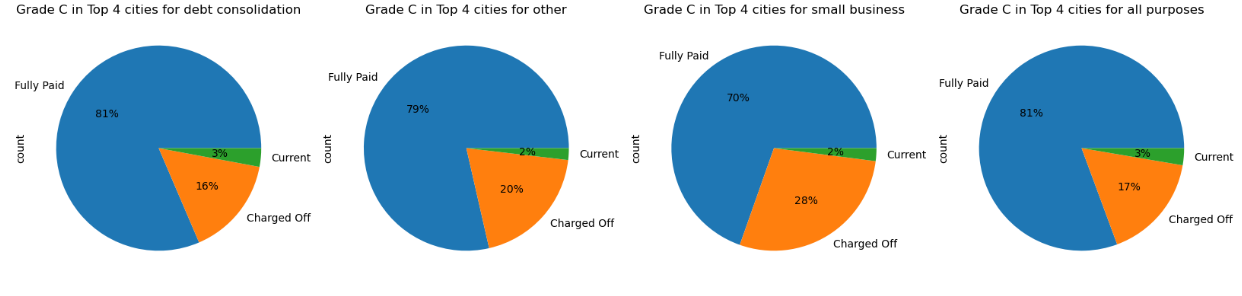 Grade C in Top 4 cities for debt consolidation
Fully Paid
81%
count
3%
Current
16%
Charged Off
Grade C in Top 4 cities for other
Fully Paid
79%
count
2%
Current
20%
Charged Off
Grade C in Top 4 cities for small business
Fully Paid
70%
count
2%
Current
28%
Charged Off
Grade C in Top 4 cities for all purposes
Fully Paid
81%
count
3%
Current
17%
Charged Off